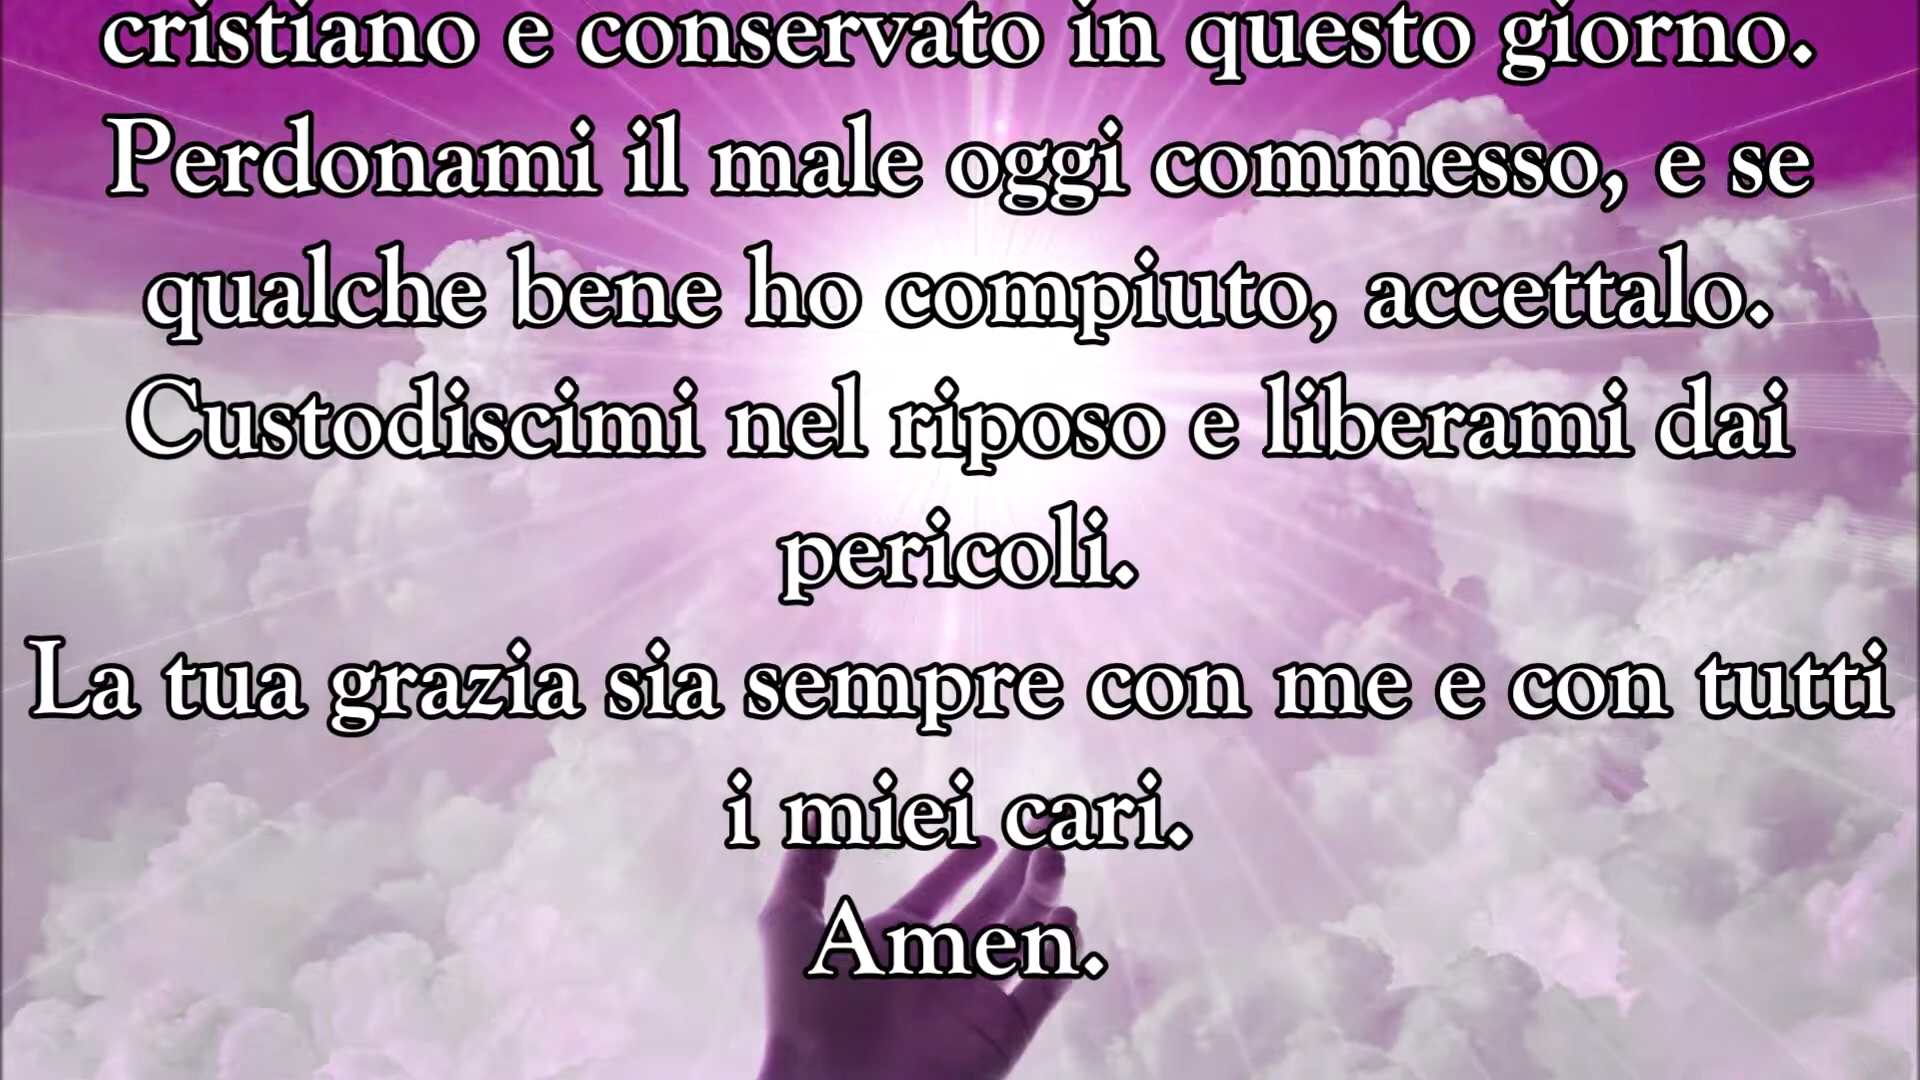 cristiano e conservato in questo giorno.
Perdonami il male oggi commesso, e se
qualche bene ho compiuto, accettalo.
Custodiscimi nel riposo e liberami dai
pericoli.
La tua grazia sia sempre con me e con tutti
i miei cari.
Amen.